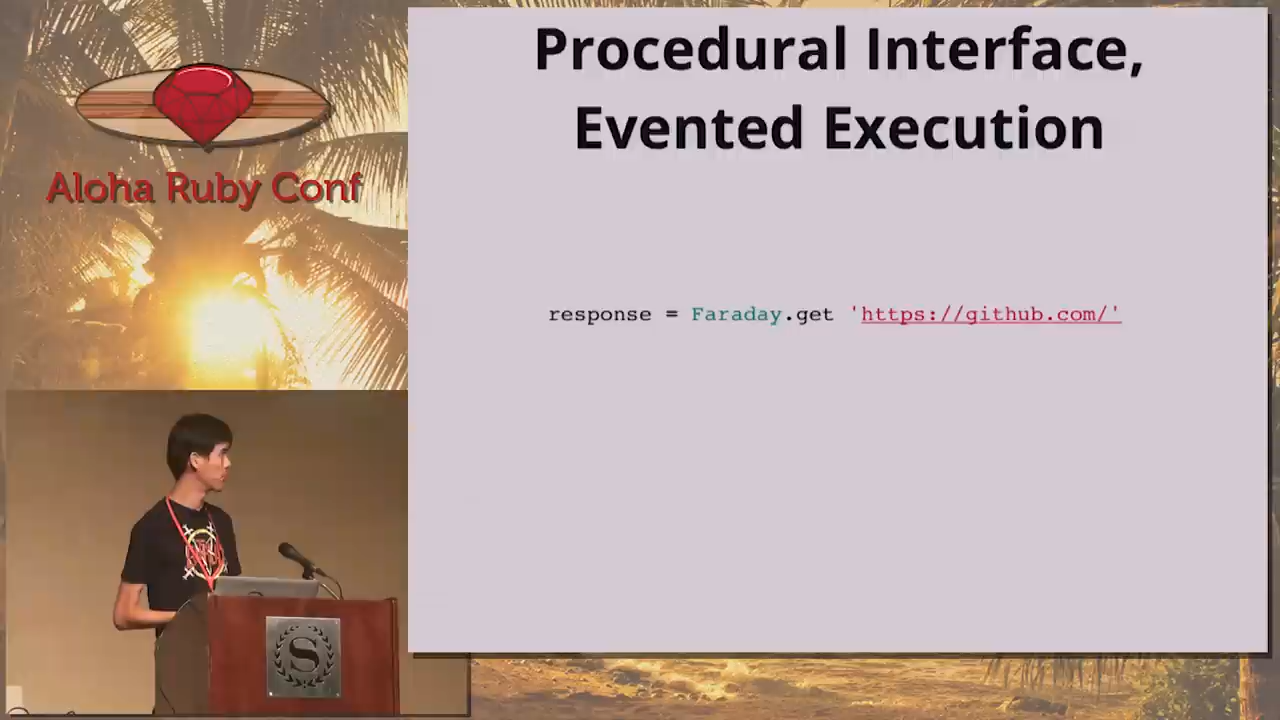 Procedural Interface,
Evented Execution
Aloha Ruby Conf
response = Faraday.get 'https://github.com/'
S